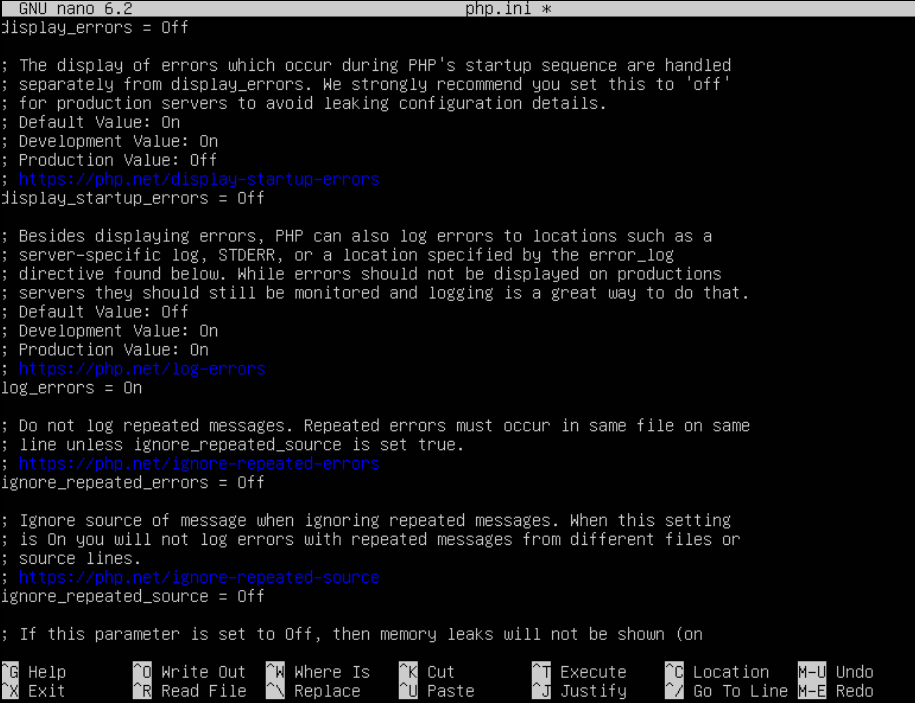 GNU nano 6.2 php.ini *
display_errors = Off
; The display of errors which occur during PHP's startup sequence are handled
; separately from display_errors. We strongly recommend you set this to 'off'
; for production servers to avoid leaking configuration details.
; Default Value: On
; Development Value: On
; Production Value: Off
; https://php.net/display-startup-errors
display_startup_errors = Off
; Besides displaying errors, PHP can also log errors to locations such as a
; server-specific log, STDERR, or a location specified by the error_log
; directive found below. While errors should not be displayed on productions
; servers they should still be monitored and logging is a great way to do that.
; Default Value: Off
; Development Value: On
; Production Value: On
; https://php.net/log-errors
log_errors = On
; Do not log repeated messages. Repeated errors must occur in same file on same
; line unless ignore_repeated_source is set true.
; https://php.net/ignore-repeated-errors
ignore_repeated_errors = Off
; Ignore source of message when ignoring repeated messages. When this setting
; is On you will not log errors with repeated messages from different files or
; source lines.
; https://php.net/ignore-repeated-source
ignore_repeated_source = Off
; If this parameter is set to Off, then memory leaks will not be shown (on
^G Help ^O Write Out ^W Where Is ^K Cut ^T Execute ^C Location M-U Undo
^X Exit ^R Read File ^\ Replace ^U Paste ^J Justify ^/ Go To Line M-E Redo